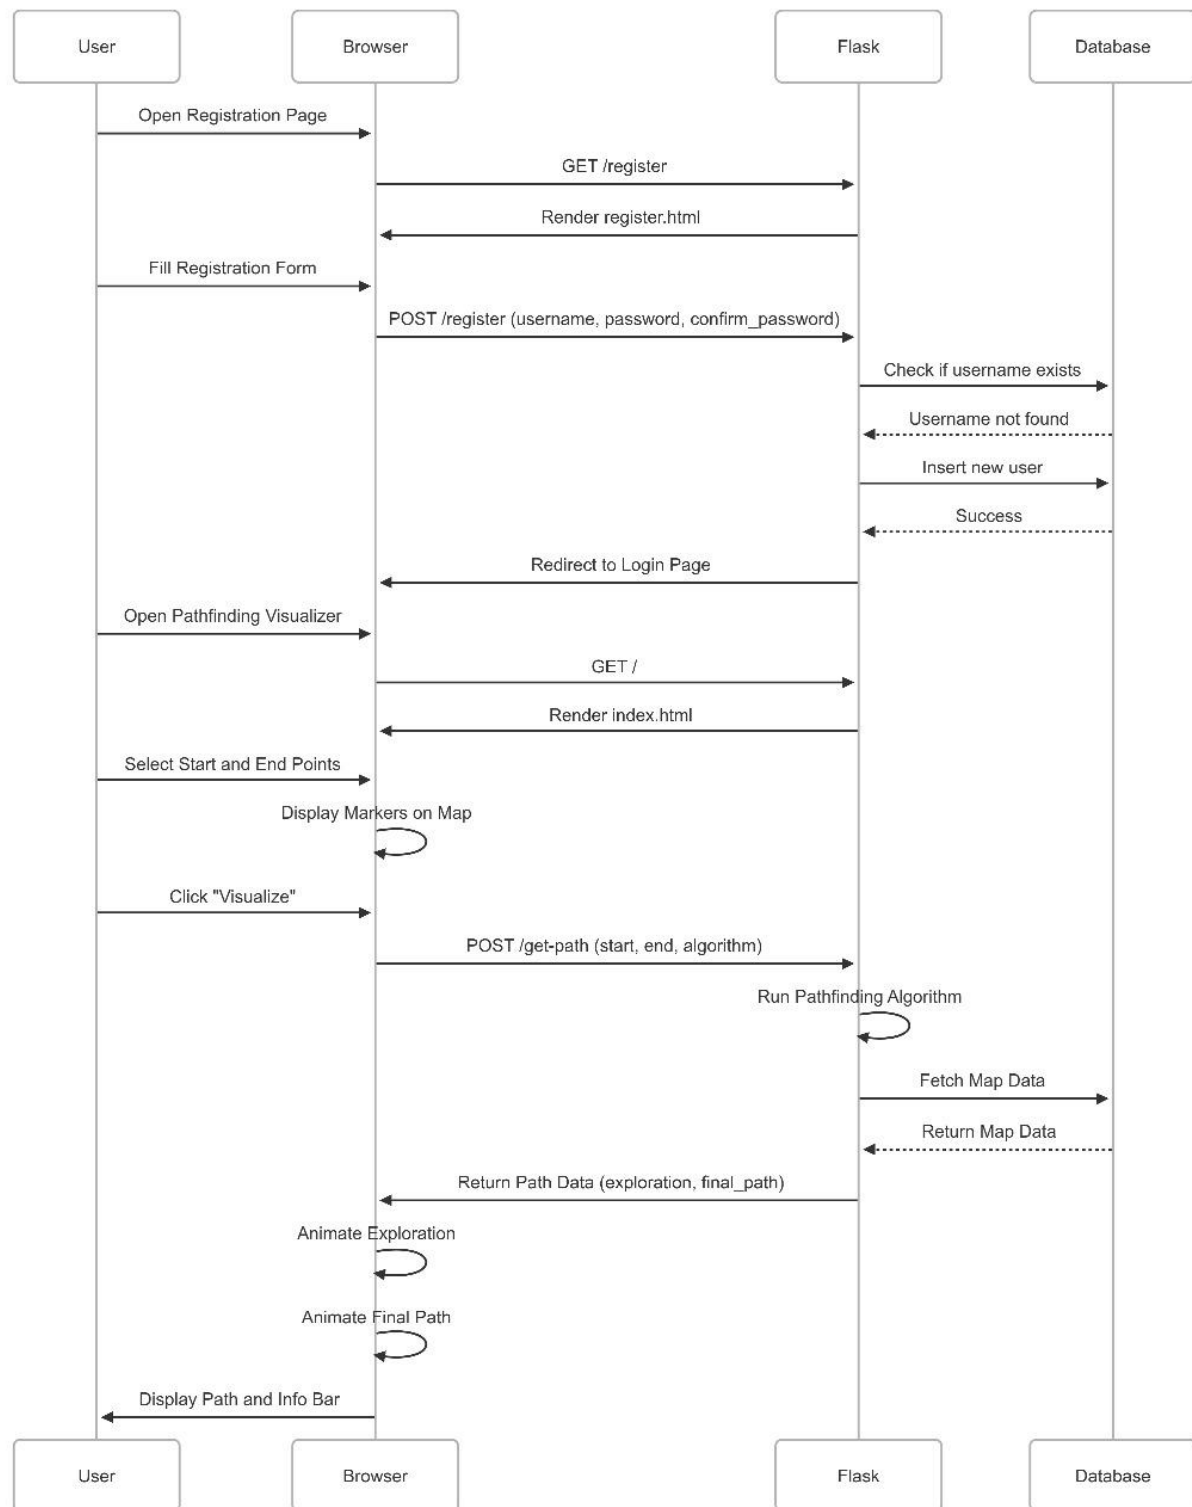 User
Browser
Flask
Database
Open Registration Page
GET /register
Render register.html
Fill Registration Form
POST /register (username, password, confirm_password)
Check if username exists
Username not found
Insert new user
Success
Redirect to Login Page
Open Pathfinding Visualizer
GET /
Render index.html
Select Start and End Points
Display Markers on Map
Click "Visualize"
POST /get-path (start, end, algorithm)
Run Pathfinding Algorithm
Fetch Map Data
Return Map Data
Return Path Data (exploration, final_path)
Animate Exploration
Animate Final Path
Display Path and Info Bar
User
Browser
Flask
Database